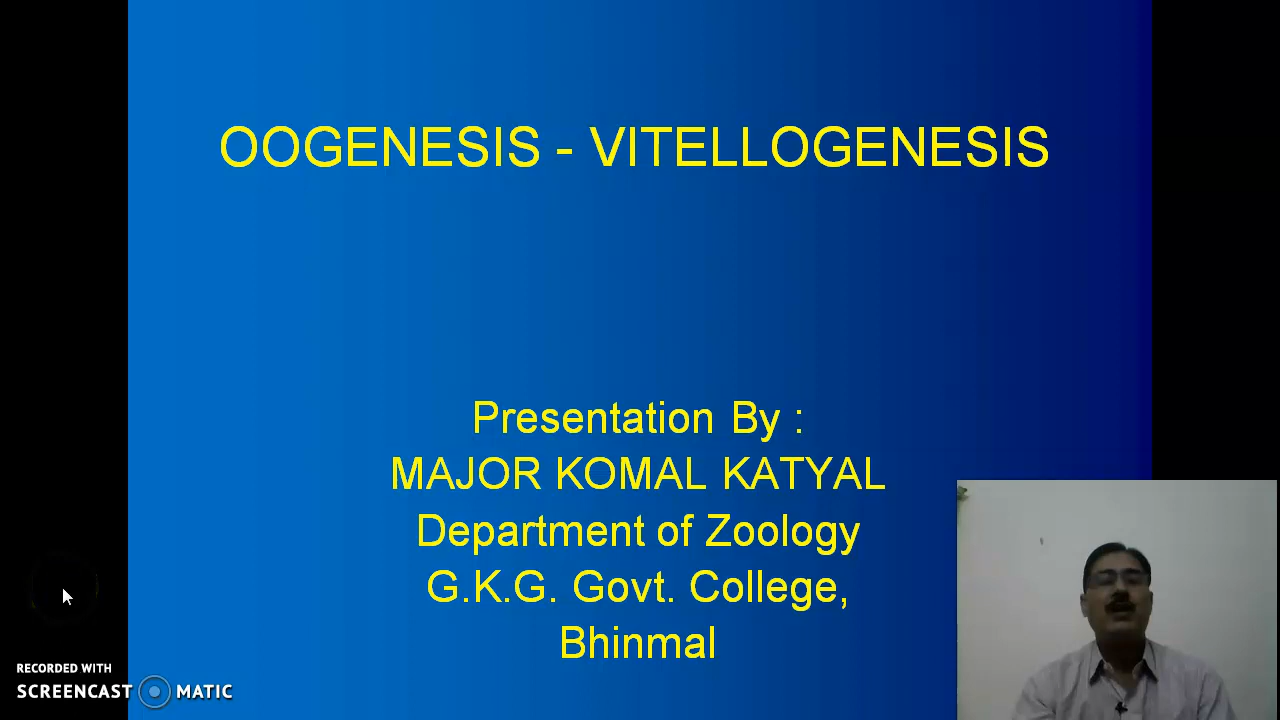 OOGENESIS - VITELLOGENESIS
Presentation By :
MAJOR KOMAL KATYAL
Department of Zoology
G.K.G. Govt. College,
Bhinmal
RECORDED WITH
SCREENCAST MATIC